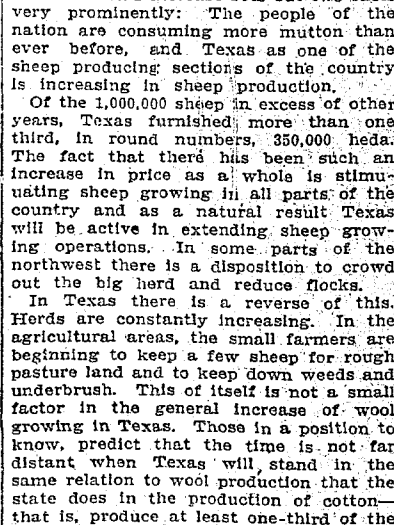 very prominently: The people of the
nation are consuming more mutton than
ever before, and Texas as one of the
sheep producing sections of the country
is increasing in sheep production.
Of the 1,000,000 sheep in excess of other
years, Texas furnished more than one
third, in round numbers, 350,000 heda.
The fact that there has been such an
increase in price as a whole is stimu-
uating sheep growing in all parts of the
country and as a natural result Texas
will be active in extending sheep grow-
ing operations. In some parts of the
northwest there is a disposition to crowd
out the big herd and reduce flocks.
In Texas there is a reverse of this.
Herds are constantly increasing. In the
agricultural areas, the small farmers are
beginning to keep a few sheep for rough
pasture land and to keep down weeds and
underbrush. This of itself is not a small
factor in the general increase of wool
growing in Texas. Those in a position to
know, predict that the time is not far
distant when Texas will stand in the
same relation to wool production that the
state does in the production of cotton—
that is, produce at least one-third of the